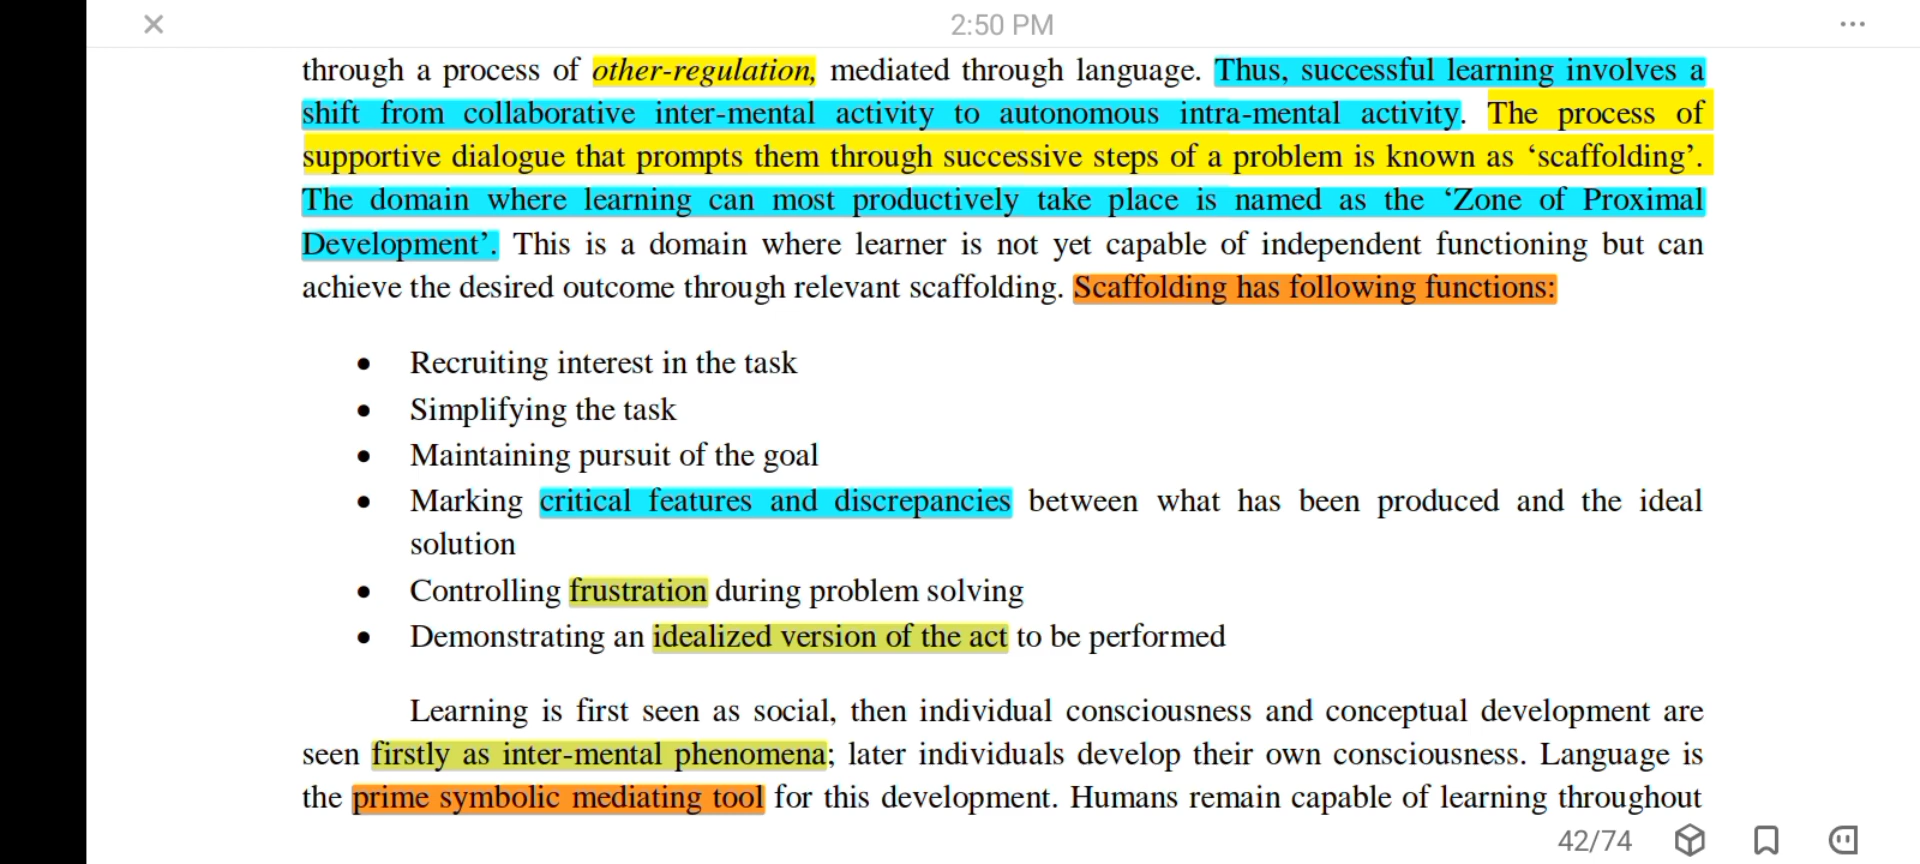 2:50 PM
through a process of other-regulation, mediated through language. Thus, successful learning involves a
shift from collaborative inter-mental activity to autonomous intra-mental activity. The process of
supportive dialogue that prompts them through successive steps of a problem is known as ‘scaffolding’.
The domain where learning can most productively take place is named as the ‘Zone of Proximal
Development’. This is a domain where learner is not yet capable of independent functioning but can
achieve the desired outcome through relevant scaffolding. Scaffolding has following functions:
• Recruiting interest in the task
• Simplifying the task
• Maintaining pursuit of the goal
• Marking critical features and discrepancies between what has been produced and the ideal
solution
• Controlling frustration during problem solving
• Demonstrating an idealized version of the act to be performed
Learning is first seen as social, then individual consciousness and conceptual development are
seen firstly as inter-mental phenomena; later individuals develop their own consciousness. Language is
the prime symbolic mediating tool for this development. Humans remain capable of learning throughout
42/74